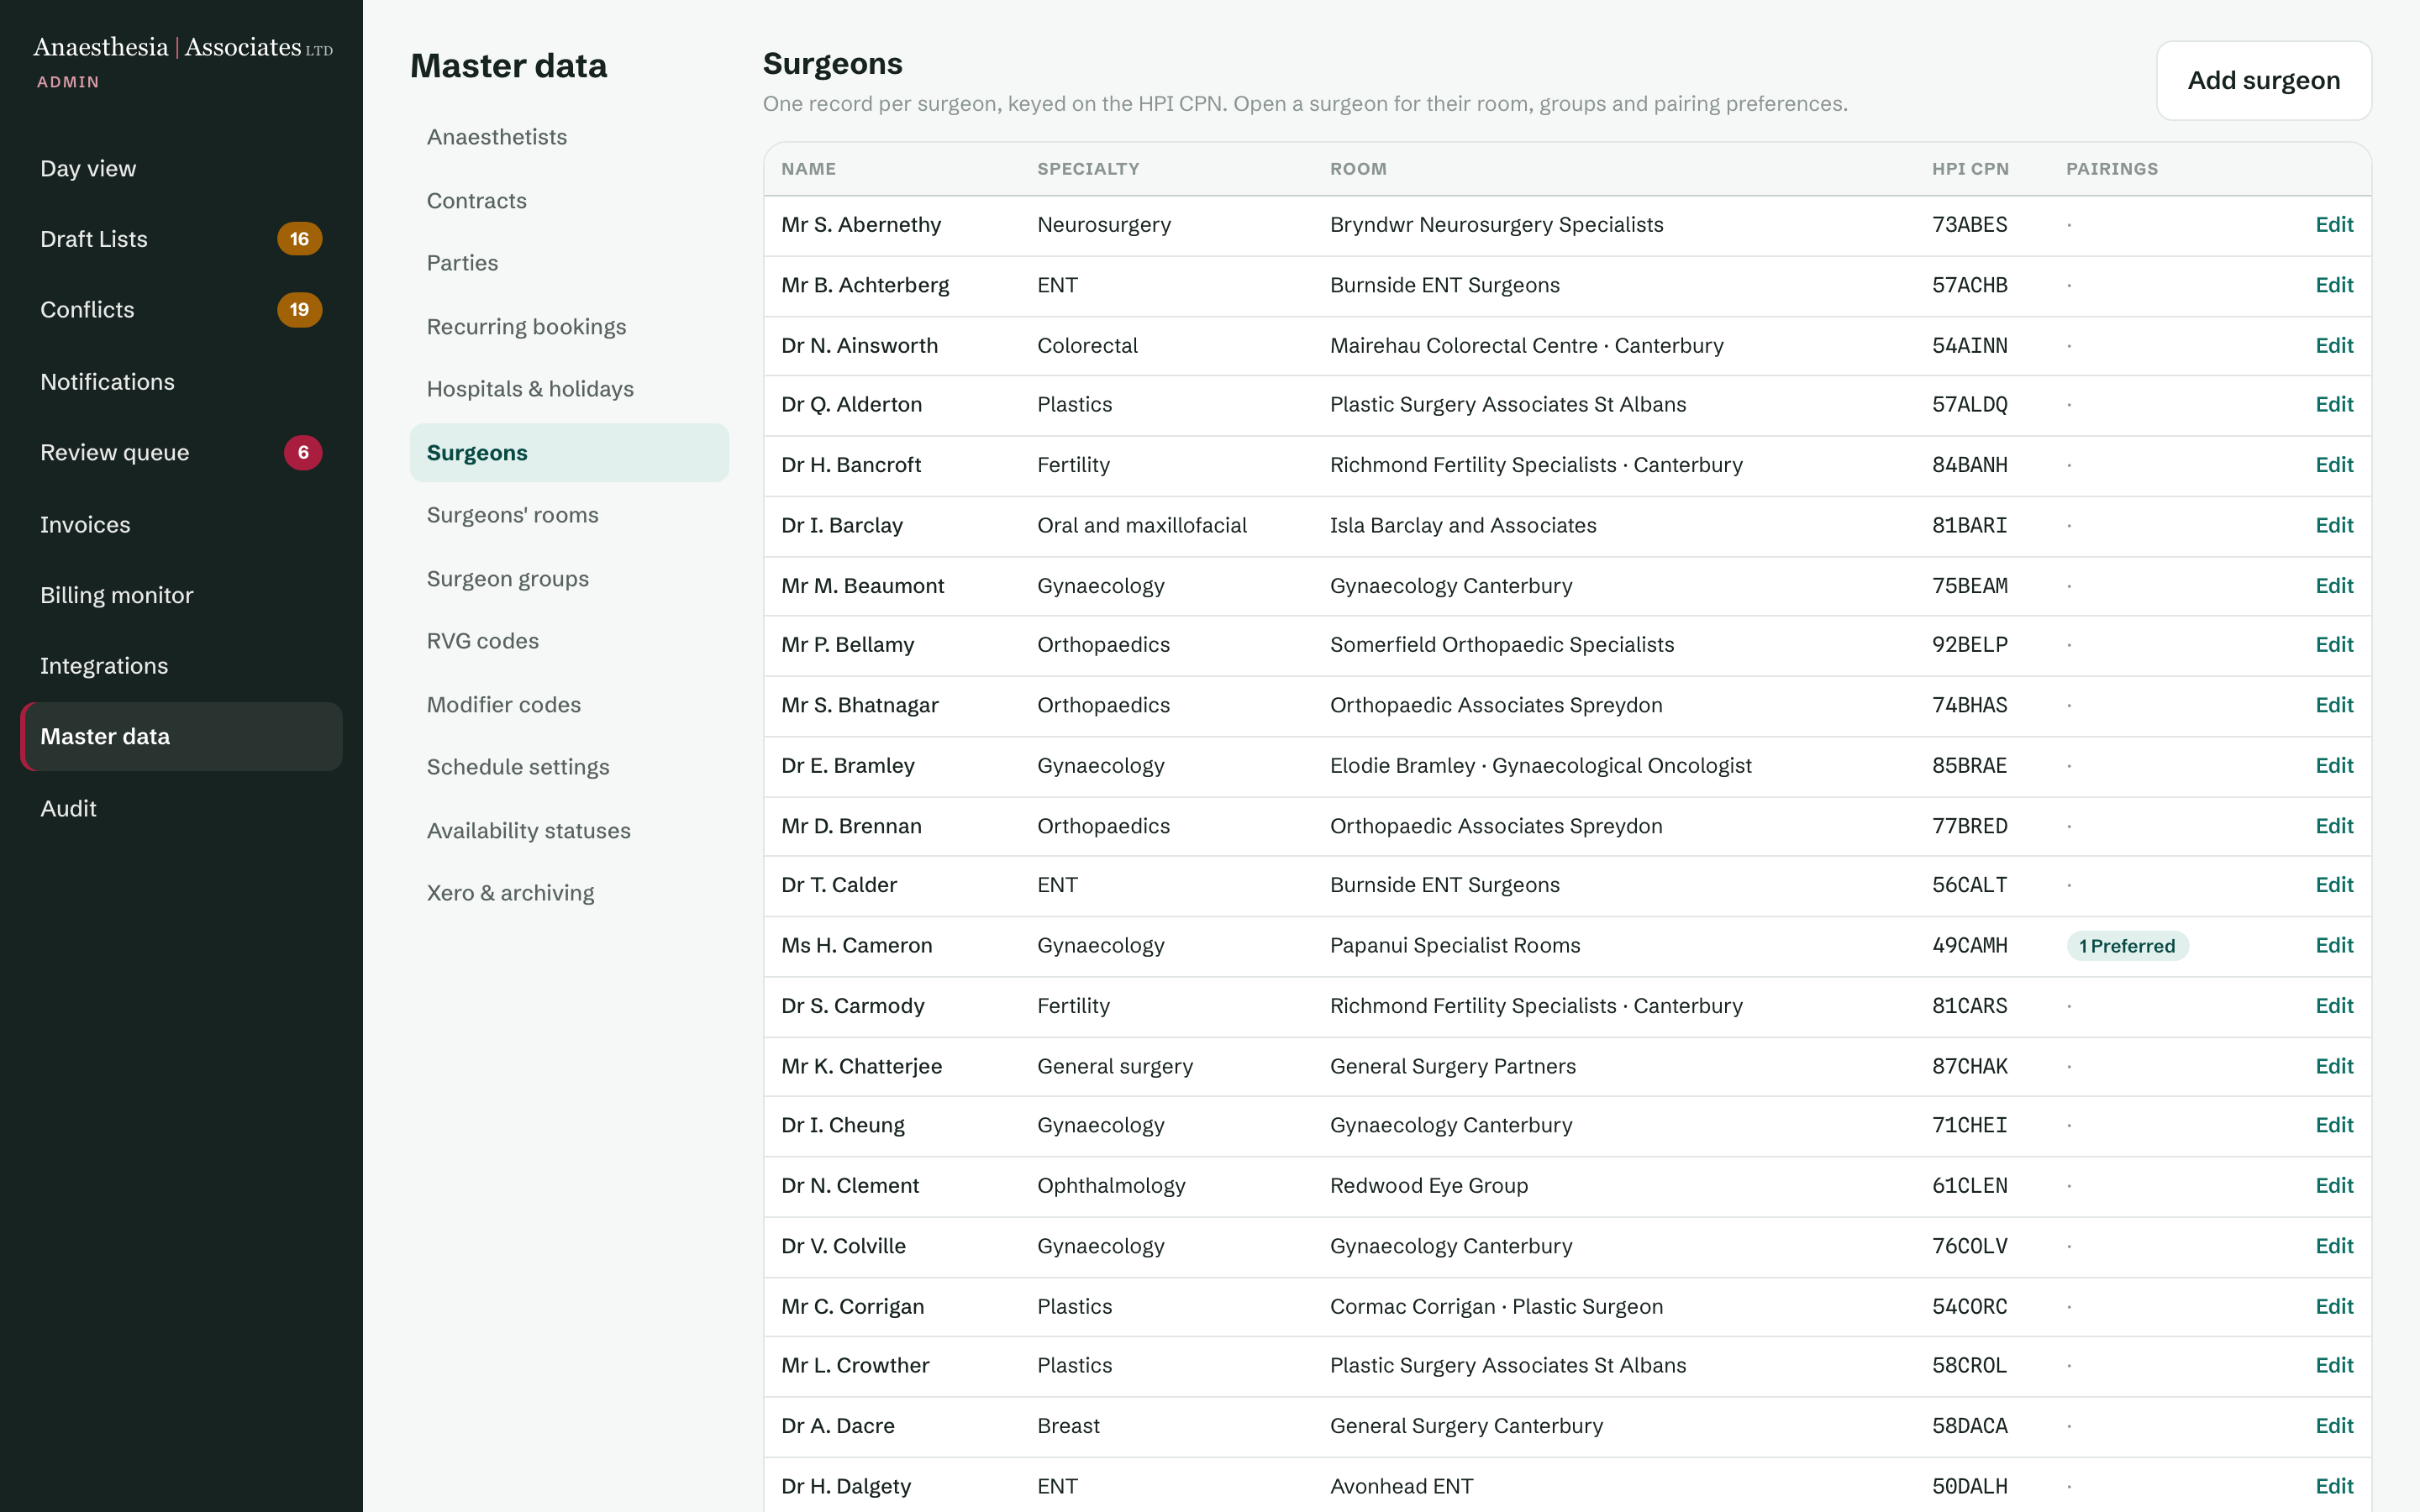 Anaesthesia | Associates LTD
ADMIN
Day view
Draft Lists 16
Conflicts 19
Notifications
Review queue 6
Invoices
Billing monitor
Integrations
Master data
Audit
Master data
Anaesthetists
Contracts
Parties
Recurring bookings
Hospitals & holidays
Surgeons
Surgeons' rooms
Surgeon groups
RVG codes
Modifier codes
Schedule settings
Availability statuses
Xero & archiving
Surgeons
One record per surgeon, keyed on the HPI CPN. Open a surgeon for their room, groups and pairing preferences.
Add surgeon
NAME SPECIALTY ROOM HPI CPN PAIRINGS
Mr S. Abernethy Neurosurgery Bryndwr Neurosurgery Specialists 73ABES · Edit
Mr B. Achterberg ENT Burnside ENT Surgeons 57ACHB · Edit
Dr N. Ainsworth Colorectal Mairehau Colorectal Centre · Canterbury 54AINN · Edit
Dr Q. Alderton Plastics Plastic Surgery Associates St Albans 57ALDQ · Edit
Dr H. Bancroft Fertility Richmond Fertility Specialists · Canterbury 84BANH · Edit
Dr I. Barclay Oral and maxillofacial Isla Barclay and Associates 81BARI · Edit
Mr M. Beaumont Gynaecology Gynaecology Canterbury 75BEAM · Edit
Mr P. Bellamy Orthopaedics Somerfield Orthopaedic Specialists 92BELP · Edit
Mr S. Bhatnagar Orthopaedics Orthopaedic Associates Spreydon 74BHAS · Edit
Dr E. Bramley Gynaecology Elodie Bramley · Gynaecological Oncologist 85BRAE · Edit
Mr D. Brennan Orthopaedics Orthopaedic Associates Spreydon 77BRED · Edit
Dr T. Calder ENT Burnside ENT Surgeons 56CALT · Edit
Ms H. Cameron Gynaecology Papanui Specialist Rooms 49CAMH 1 Preferred Edit
Dr S. Carmody Fertility Richmond Fertility Specialists · Canterbury 81CARS · Edit
Mr K. Chatterjee General surgery General Surgery Partners 87CHAK · Edit
Dr I. Cheung Gynaecology Gynaecology Canterbury 71CHEI · Edit
Dr N. Clement Ophthalmology Redwood Eye Group 61CLEN · Edit
Dr V. Colville Gynaecology Gynaecology Canterbury 76COLV · Edit
Mr C. Corrigan Plastics Cormac Corrigan · Plastic Surgeon 54CORC · Edit
Mr L. Crowther Plastics Plastic Surgery Associates St Albans 58CROL · Edit
Dr A. Dacre Breast General Surgery Canterbury 58DACA · Edit
Dr H. Dalgety ENT Avonhead ENT 50DALH · Edit